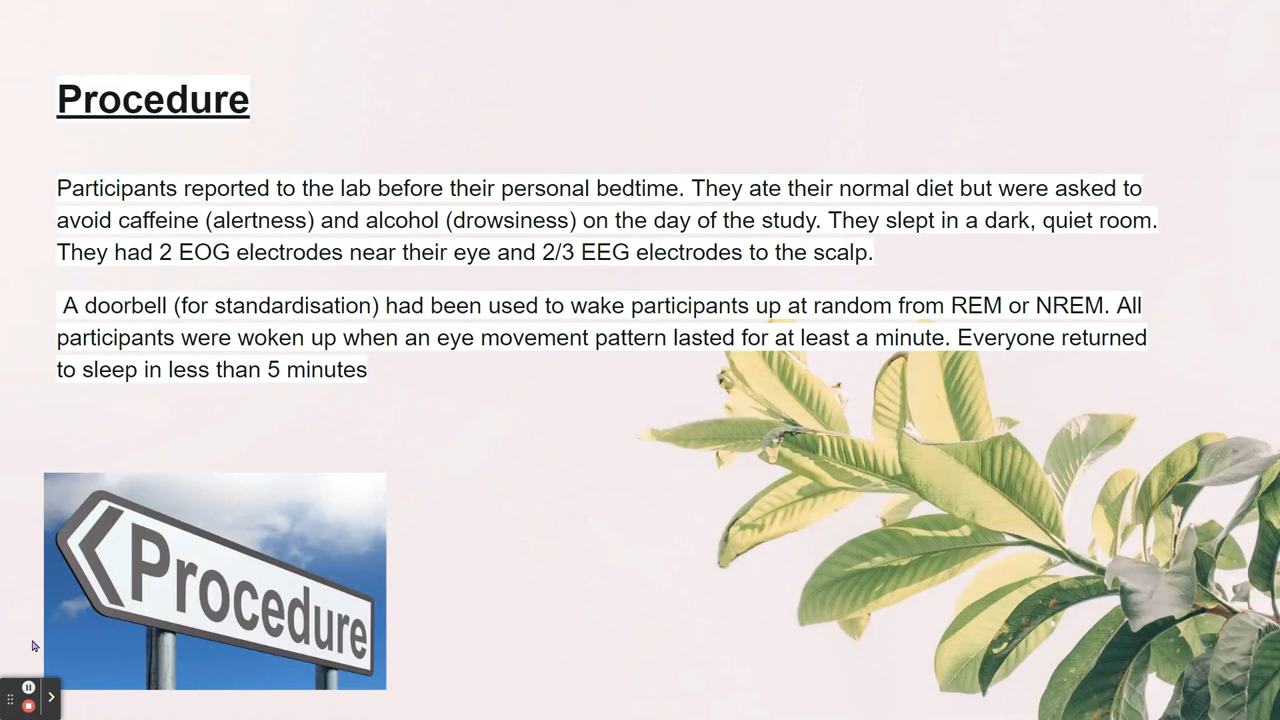 Procedure
Participants reported to the lab before their personal bedtime. They ate their normal diet but were asked to
avoid caffeine (alertness) and alcohol (drowsiness) on the day of the study. They slept in a dark, quiet room.
They had 2 EOG electrodes near their eye and 2/3 EEG electrodes to the scalp.
A doorbell (for standardisation) had been used to wake participants up at random from REM or NREM. All
participants were woken up when an eye movement pattern lasted for at least a minute. Everyone returned
to sleep in less than 5 minutes
Procedure